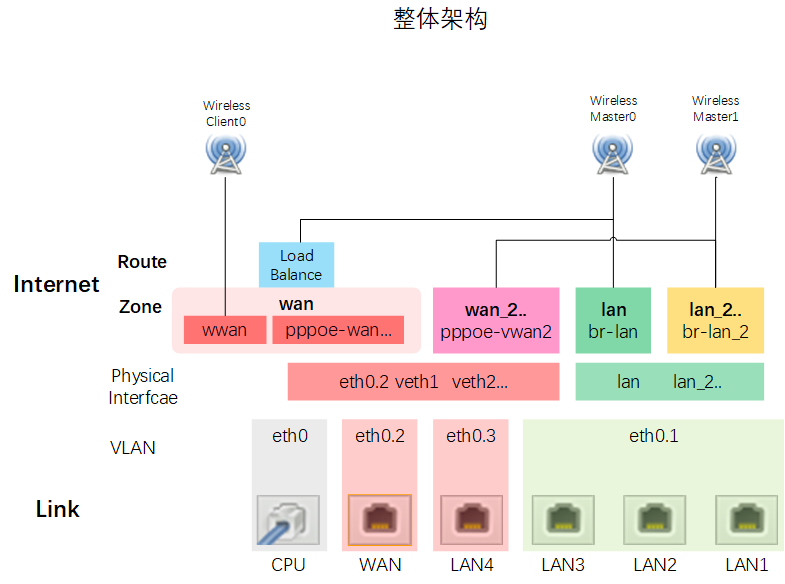 整体架构
Wireless
Client0
Wireless
Master0
Wireless
Master1
Internet
Route
Load
Balance
Zone
wan
wwan
pppoe-wan...
wan_2..
pppoe-vwan2
lan
br-lan
lan_2..
br-lan_2
Physical
Interfcae
eth0.2 veth1 veth2...
lan lan_2..
VLAN
eth0
eth0.2
eth0.3
eth0.1
Link
CPU
WAN
LAN4
LAN3
LAN2
LAN1